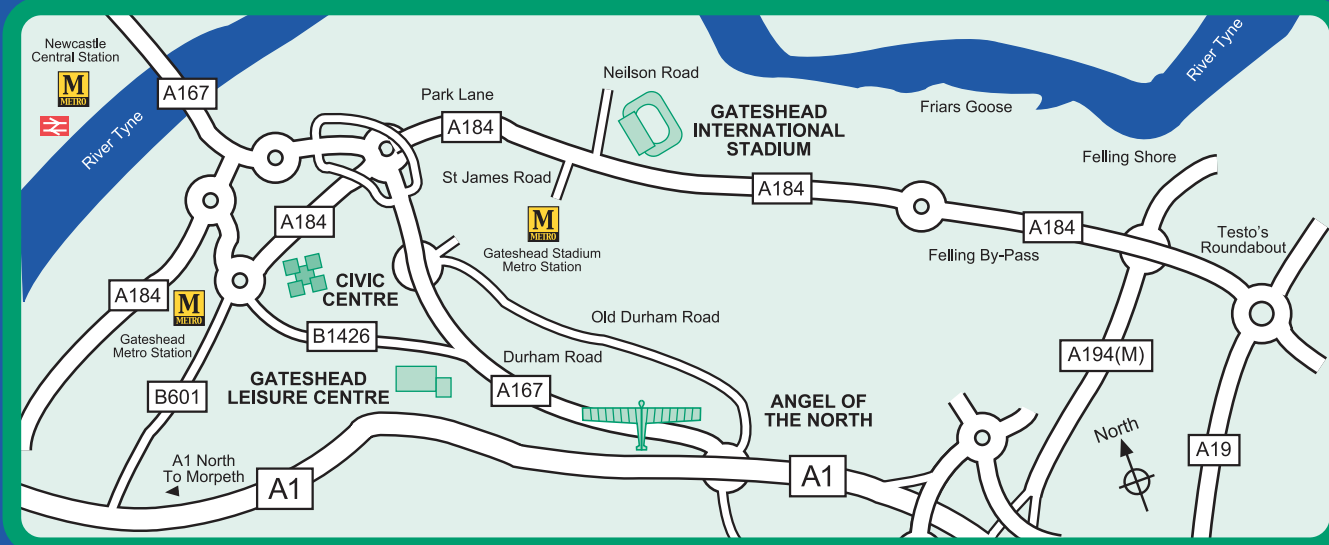 Newcastle
Central Station
M
METRO
River Tyne
A167
Park Lane
A184
Neilson Road
GATESHEAD
INTERNATIONAL
STADIUM
Friars Goose
River Tyne
Felling Shore
St James Road
A184
A184
M
METRO
Gateshead Stadium
Metro Station
A184
Felling By-Pass
Testo's
Roundabout
CIVIC
CENTRE
A184
M
METRO
Gateshead
Metro Station
B1426
Old Durham Road
Durham Road
A194(M)
GATESHEAD
LEISURE CENTRE
B601
A167
ANGEL OF
THE NORTH
North
A19
A1 North
To Morpeth
A1
A1